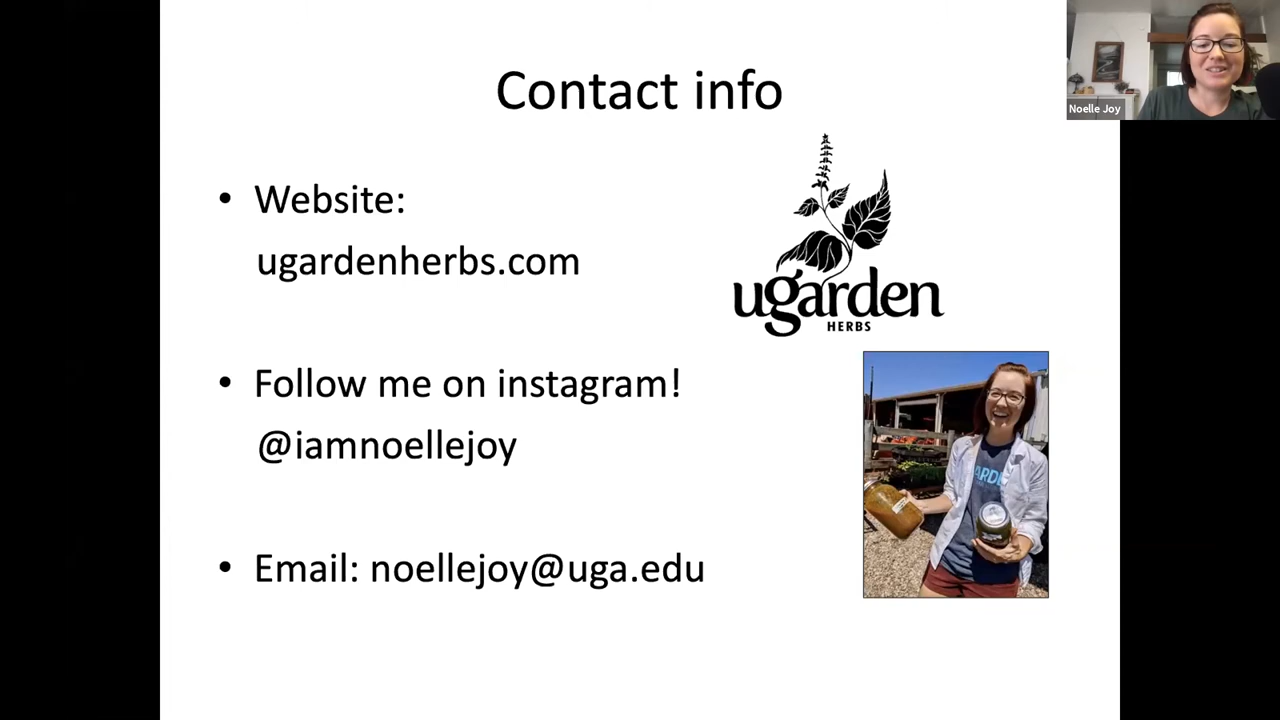 Contact info
Noelle Joy
• Website:
ugardenherbs.com
ugarden
HERBS
• Follow me on instagram!
@iamnoellejoy
• Email: noellejoy@uga.edu